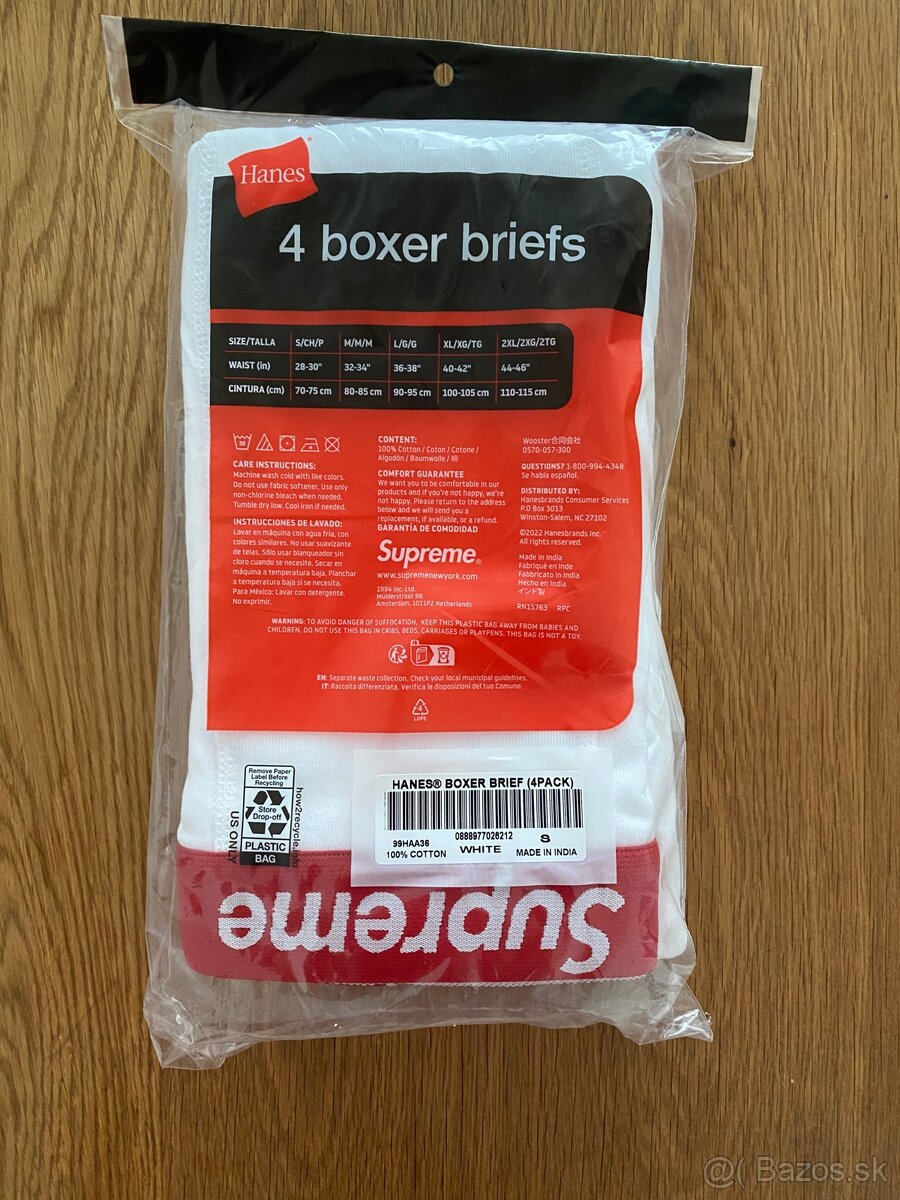 Hanes
4 boxer briefs
SIZE/TALLA S/CH/P M/M/M L/G/G XL/XG/TG 2XL/2XG/2TG
WAIST (in) 28-30" 32-34" 36-38" 40-42" 44-46"
CINTURA (cm) 70-75 cm 80-85 cm 90-95 cm 100-105 cm 110-115 cm
30
CARE INSTRUCTIONS:
Machine wash cold with like colors.
Do not use fabric softener. Use only
non-chlorine bleach when needed.
Tumble dry low. Cool iron if needed.
INSTRUCCIONES DE LAVADO:
Lavar en máquina con agua fría, con
colores similares. No usar suavizante
de telas. Sólo usar blanqueador sin
cloro cuando se necesite. Secar en
máquina a temperatura baja. Planchar
a temperatura baja si se necesita.
Para México: Lavar con detergente.
No exprimir.
CONTENT:
100% Cotton / Coton / Cotone /
Algodón / Baumwolle / 綿
COMFORT GUARANTEE
We want you to be comfortable in our
products and if you're not happy, we're
not happy. Please return to the address
below and we will send you a
replacement, if available, or a refund.
GARANTÍA DE COMODIDAD
Supreme®
www.supremenewyork.com
1994 Inc. Ltd.
Muiderstraat 9B
Amsterdam, 1011PZ Netherlands
Wooster合同会社
0570-057-300
QUESTIONS? 1-800-994-4348
Se habla español.
DISTRIBUTED BY:
Hanesbrands Consumer Services
P.O Box 3013
Winston-Salem, NC 27102
©2022 Hanesbrands Inc.
All rights reserved.
Made in India
Fabriqué en Inde
Fabbricato in India
Hecho en India
インド製
RN15763 RPC
WARNING: TO AVOID DANGER OF SUFFOCATION, KEEP THIS PLASTIC BAG AWAY FROM BABIES AND
CHILDREN. DO NOT USE THIS BAG IN CRIBS, BEDS, CARRIAGES OR PLAYPENS. THIS BAG IS NOT A TOY.
EN: Separate waste collection. Check your local municipal guidelines.
IT: Raccolta differenziata. Verifica le disposizioni del tuo Comune.
4
LDPE
Remove Paper
Label Before
Recycling
Store
Drop-off
PLASTIC
BAG
how2recycle.info
US ONLY
HANES® BOXER BRIEF (4PACK)
0888977026212 S
99HAA36
100% COTTON WHITE MADE IN INDIA
Supreme
@( Bazos.sk